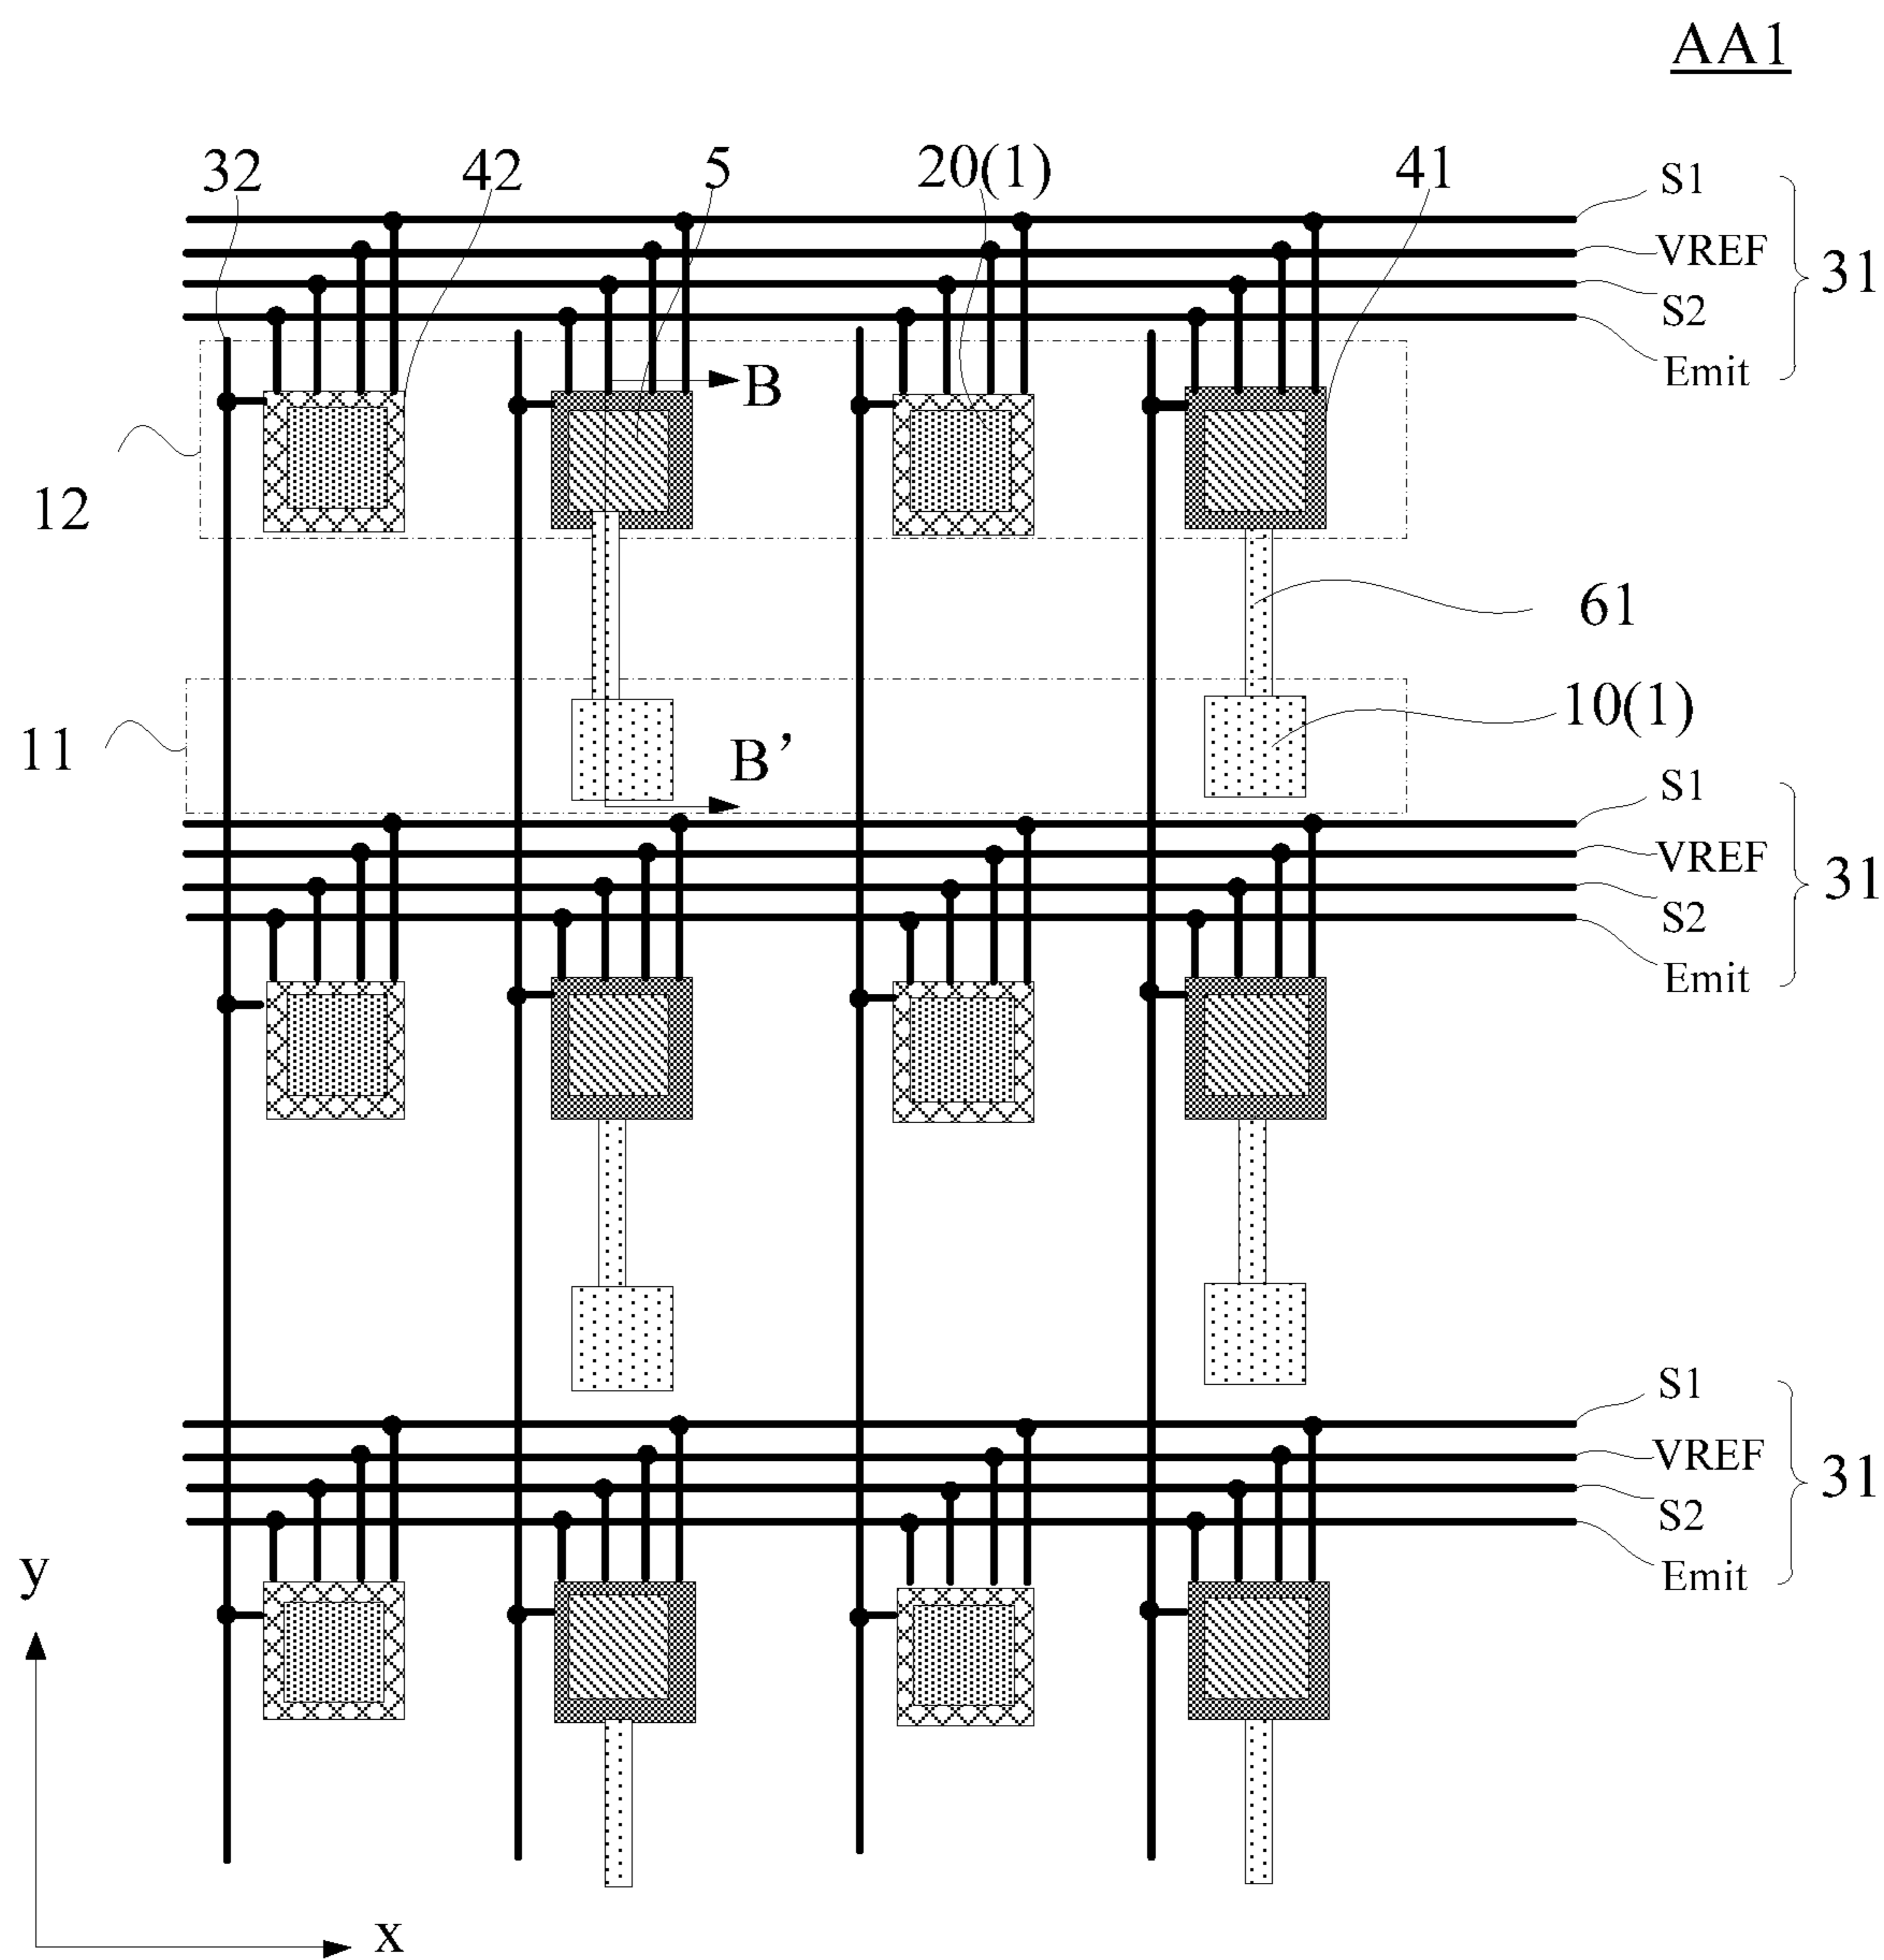 AA1
32 42 5 20(1) 41
S1
VREF
31
S2
Emit
B
12
61
10(1)
11
B’
S1
VREF
31
S2
Emit
S1
VREF
31
S2
Emit
y
x